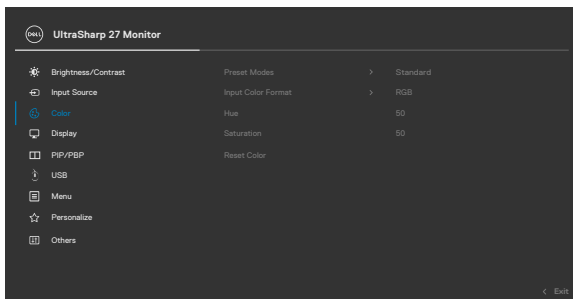 DELL UltraSharp 27 Monitor
Brightness/Contrast Preset Modes > Standard
Input Source Input Color Format > RGB
Color Hue 50
Display Saturation 50
PIP/PBP Reset Color
USB
Menu
Personalize
Others
< Exit